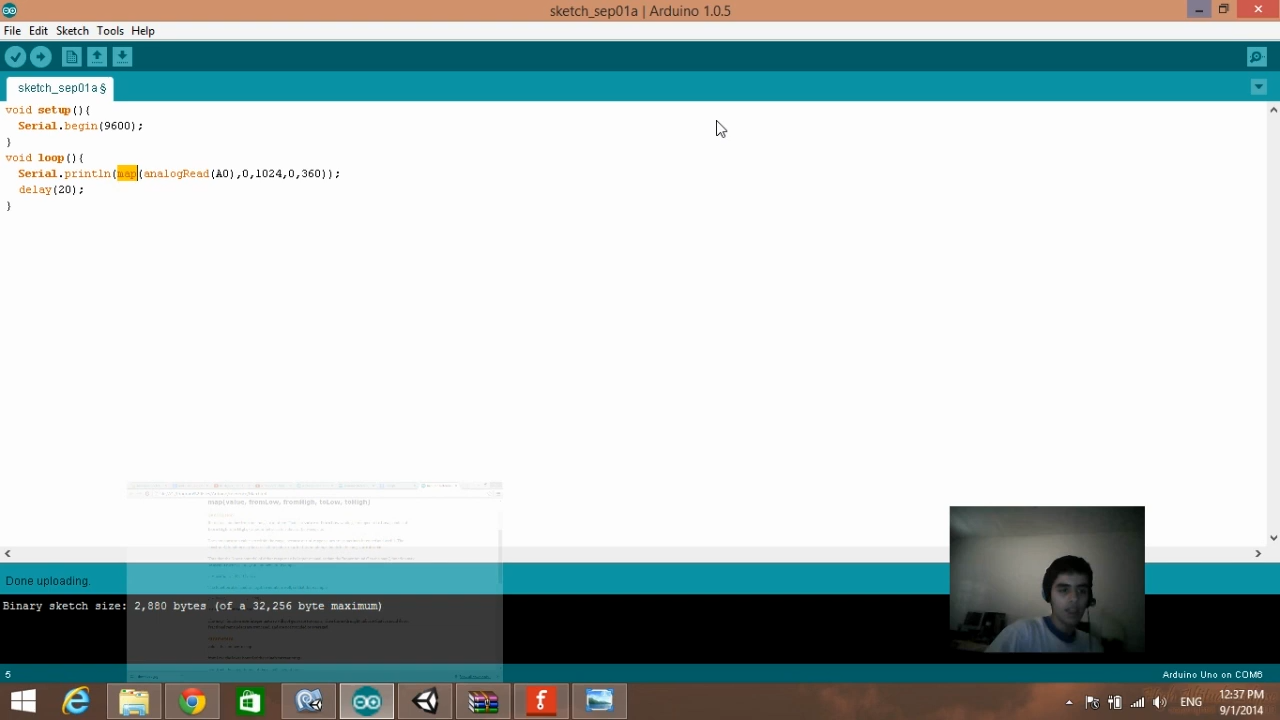 sketch_sep01a | Arduino 1.0.5
File Edit Sketch Tools Help
sketch_sep01a §
void setup(){
Serial.begin(9600);
}
void loop(){
Serial.println(map(analogRead(A0),0,1024,0,360));
delay(20);
}
map(value, fromLow, fromHigh, toLow, toHigh)
Done uploading.
Binary sketch size: 2,880 bytes (of a 32,256 byte maximum)
5
Arduino Uno on COM6
ENG
12:37 PM
9/1/2014